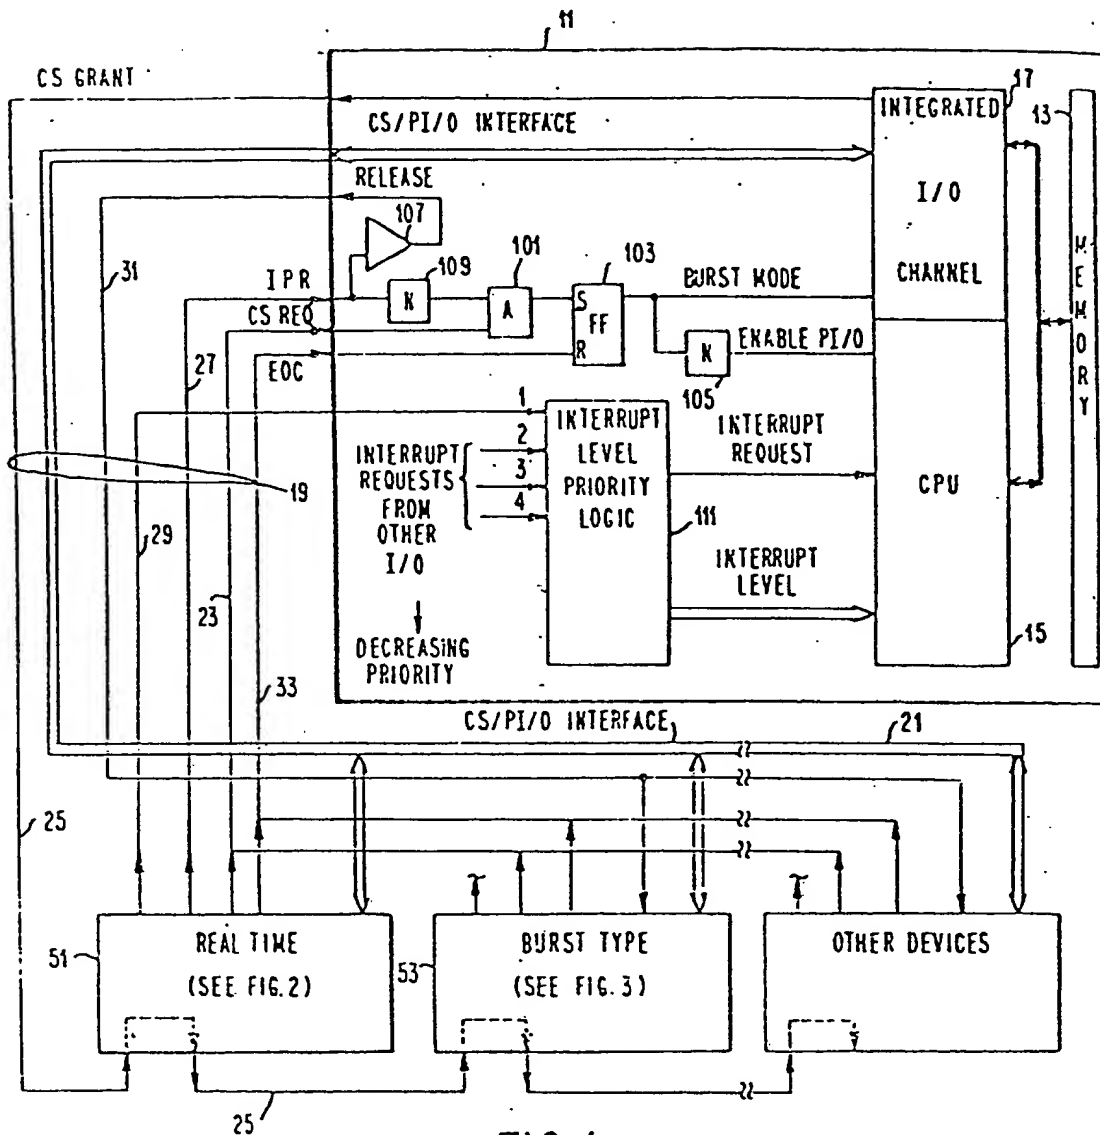 11
CS GRANT
17
INTEGRATED
I/O
CHANNEL
13
MEMORY
CS/PI/O INTERFACE
RELEASE
107
31
109
101
103
IPR
N
A
S
FF
R
BURST MODE
CS REQ
ENABLE PI/O
EOC
27
N
105
1
2
3
4
INTERRUPT
LEVEL
PRIORITY
LOGIC
INTERRUPT
REQUEST
CPU
INTERRUPT
REQUESTS
FROM
OTHER
I/O
19
29
111
INTERRUPT
LEVEL
23
DECREASING
PRIORITY
15
33
CS/PI/O INTERFACE
21
25
51
REAL TIME
(SEE FIG.2)
53
BURST TYPE
(SEE FIG.3)
OTHER DEVICES
25